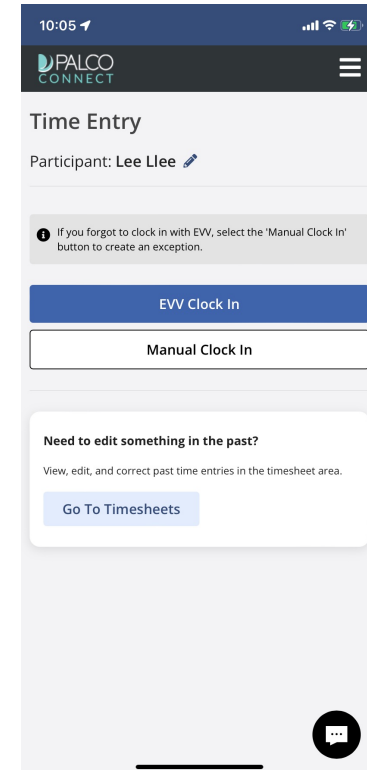 10:05
PALCO
CONNECT
Time Entry
Participant: Lee Llee
If you forgot to clock in with EVV, select the 'Manual Clock In'
button to create an exception.
EVV Clock In
Manual Clock In
Need to edit something in the past?
View, edit, and correct past time entries in the timesheet area.
Go To Timesheets